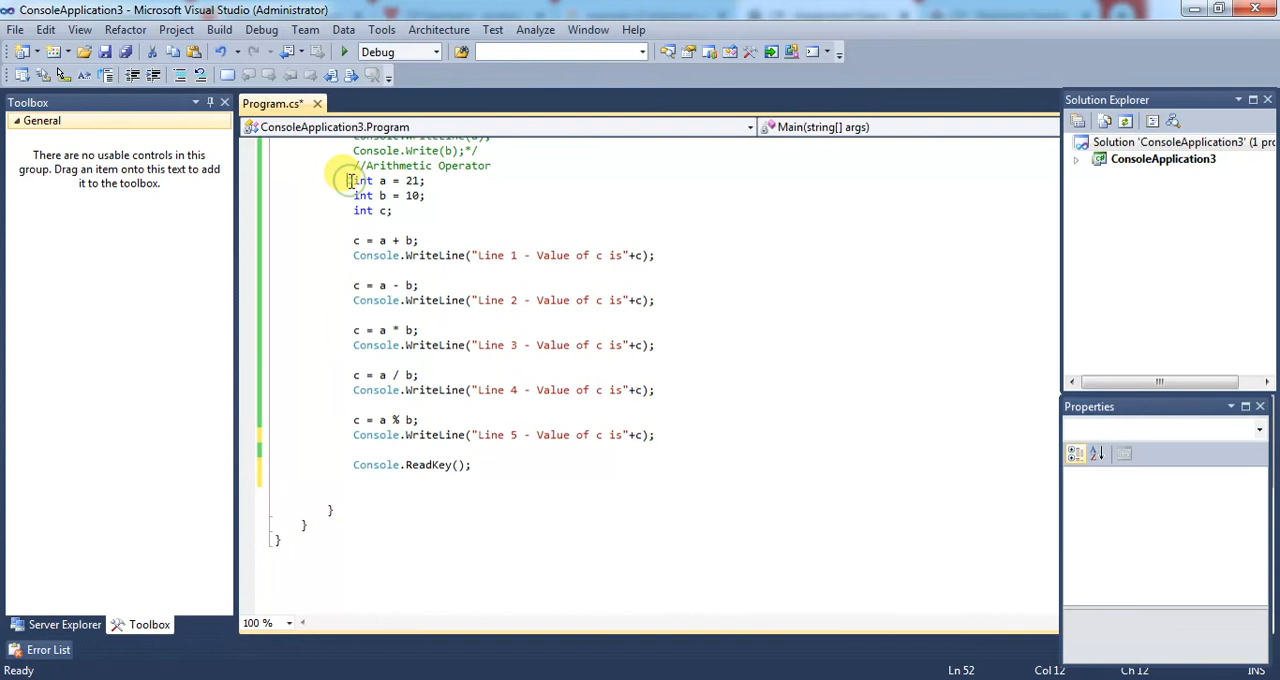 ConsoleApplication3 - Microsoft Visual Studio (Administrator)
File Edit View Refactor Project Build Debug Team Data Tools Architecture Test Analyze Window Help
Debug
Toolbox
General
There are no usable controls in this
group. Drag an item onto this text to add
it to the toolbox.
Server Explorer Toolbox
Error List
Program.cs*
ConsoleApplication3.Program Main(string[] args)
Console.WriteLine(a);
Console.Write(b);*/
//Arithmetic Operator
int a = 21;
int b = 10;
int c;
c = a + b;
Console.WriteLine("Line 1 - Value of c is"+c);
c = a - b;
Console.WriteLine("Line 2 - Value of c is"+c);
c = a * b;
Console.WriteLine("Line 3 - Value of c is"+c);
c = a / b;
Console.WriteLine("Line 4 - Value of c is"+c);
c = a % b;
Console.WriteLine("Line 5 - Value of c is"+c);
Console.ReadKey();
}
}
}
100 %
Solution Explorer
Solution 'ConsoleApplication3' (1 pro
ConsoleApplication3
Properties
Ready Ln 52 Col 12 Ch 12 INS